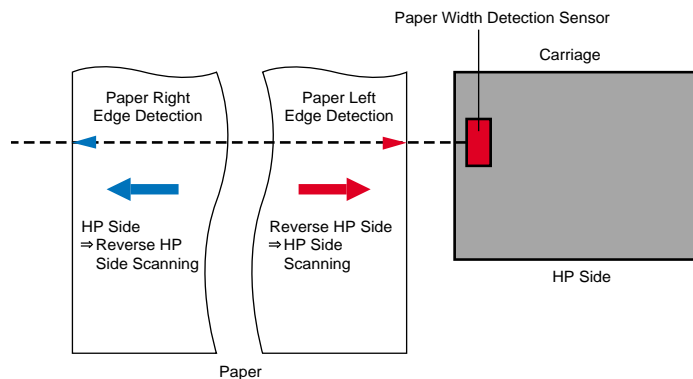 Paper Width Detection Sensor
Carriage
Paper Right
Edge Detection
Paper Left
Edge Detection
HP Side
⇒Reverse HP
Side Scanning
Reverse HP Side
⇒HP Side
Scanning
HP Side
Paper